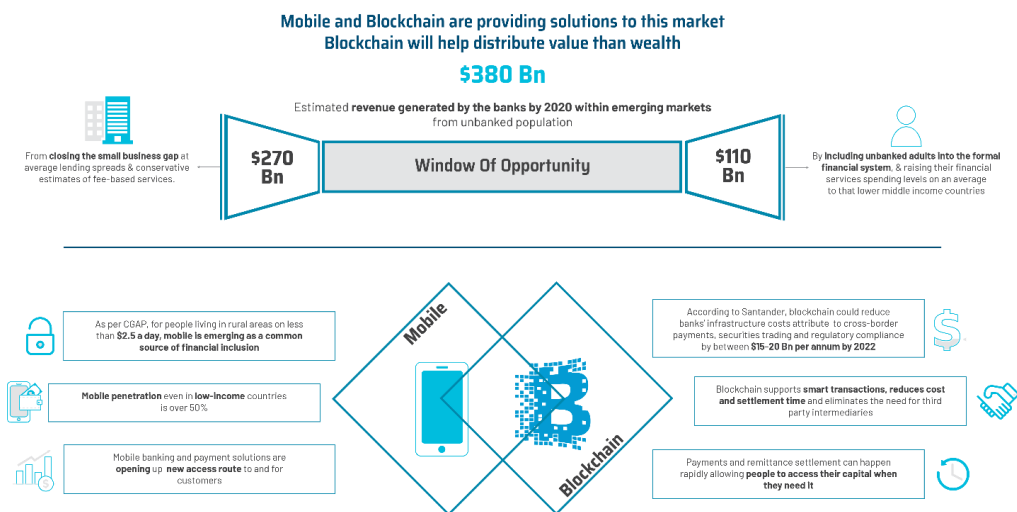 Mobile and Blockchain are providing solutions to this market
Blockchain will help distribute value than wealth
$380 Bn
Estimated revenue generated by the banks by 2020 within emerging markets
from unbanked population
From closing the small business gap at
average lending spreads & conservative
estimates of fee-based services.
$270
Bn
Window Of Opportunity
$110
Bn
By Including unbanked adults into the formal
financial system, & raising their financial
services spending levels on an average
to that lower middle income countries
Mobile
Blockchain
As per CGAP, for people living in rural areas on less
than $2.5 a day, mobile is emerging as a common
source of financial inclusion
Mobile penetration even in low-income countries
is over 50%
Mobile banking and payment solutions are
opening up new access route to and for
customers
According to Santander, blockchain could reduce
banks' infrastructure costs attribute to cross-border
payments, securities trading and regulatory compliance
by between $15-20 Bn per annum by 2022
Blockchain supports smart transactions, reduces cost
and settlement time and eliminates the need for third
party intermediaries
Payments and remittance settlement can happen
rapidly allowing people to access their capital when
they need it